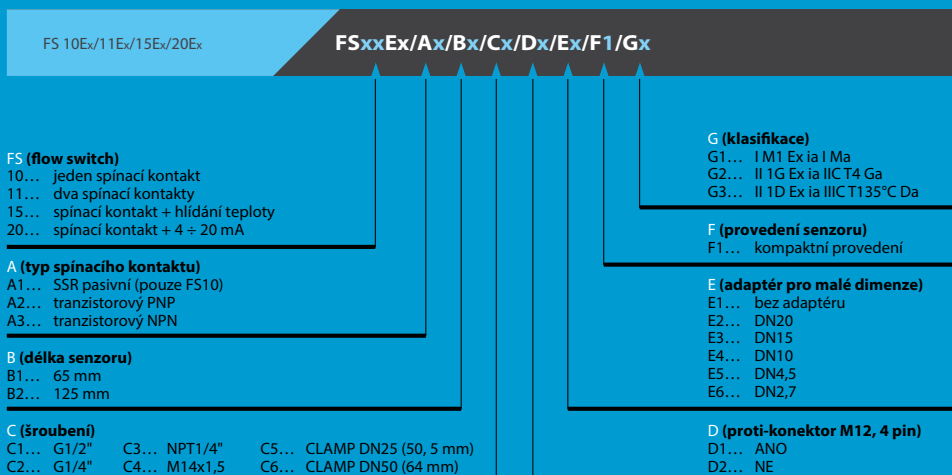 FS 10Ex/11Ex/15Ex/20Ex
FSxxEx/Ax/Bx/Cx/Dx/Ex/F1/Gx
FS (flow switch)
10… jeden spínací kontakt
11… dva spínací kontakty
15… spínací kontakt + hlídání teploty
20… spínací kontakt + 4 ÷ 20 mA
A (typ spínacího kontaktu)
A1… SSR pasivní (pouze FS10)
A2… tranzistorový PNP
A3… tranzistorový NPN
B (délka senzoru)
B1… 65 mm
B2… 125 mm
C (šroubení)
C1… G1/2" C3… NPT1/4" C5… CLAMP DN25 (50, 5 mm)
C2… G1/4" C4… M14x1,5 C6… CLAMP DN50 (64 mm)
G (klasifikace)
G1… I M1 Ex ia I Ma
G2… II 1G Ex ia IIC T4 Ga
G3… II 1D Ex ia IIIC T135°C Da
F (provedení senzoru)
F1… kompaktní provedení
E (adaptér pro malé dimenze)
E1… bez adaptéru
E2… DN20
E3… DN15
E4… DN10
E5… DN4,5
E6… DN2,7
D (proti-konektor M12, 4 pin)
D1… ANO
D2… NE